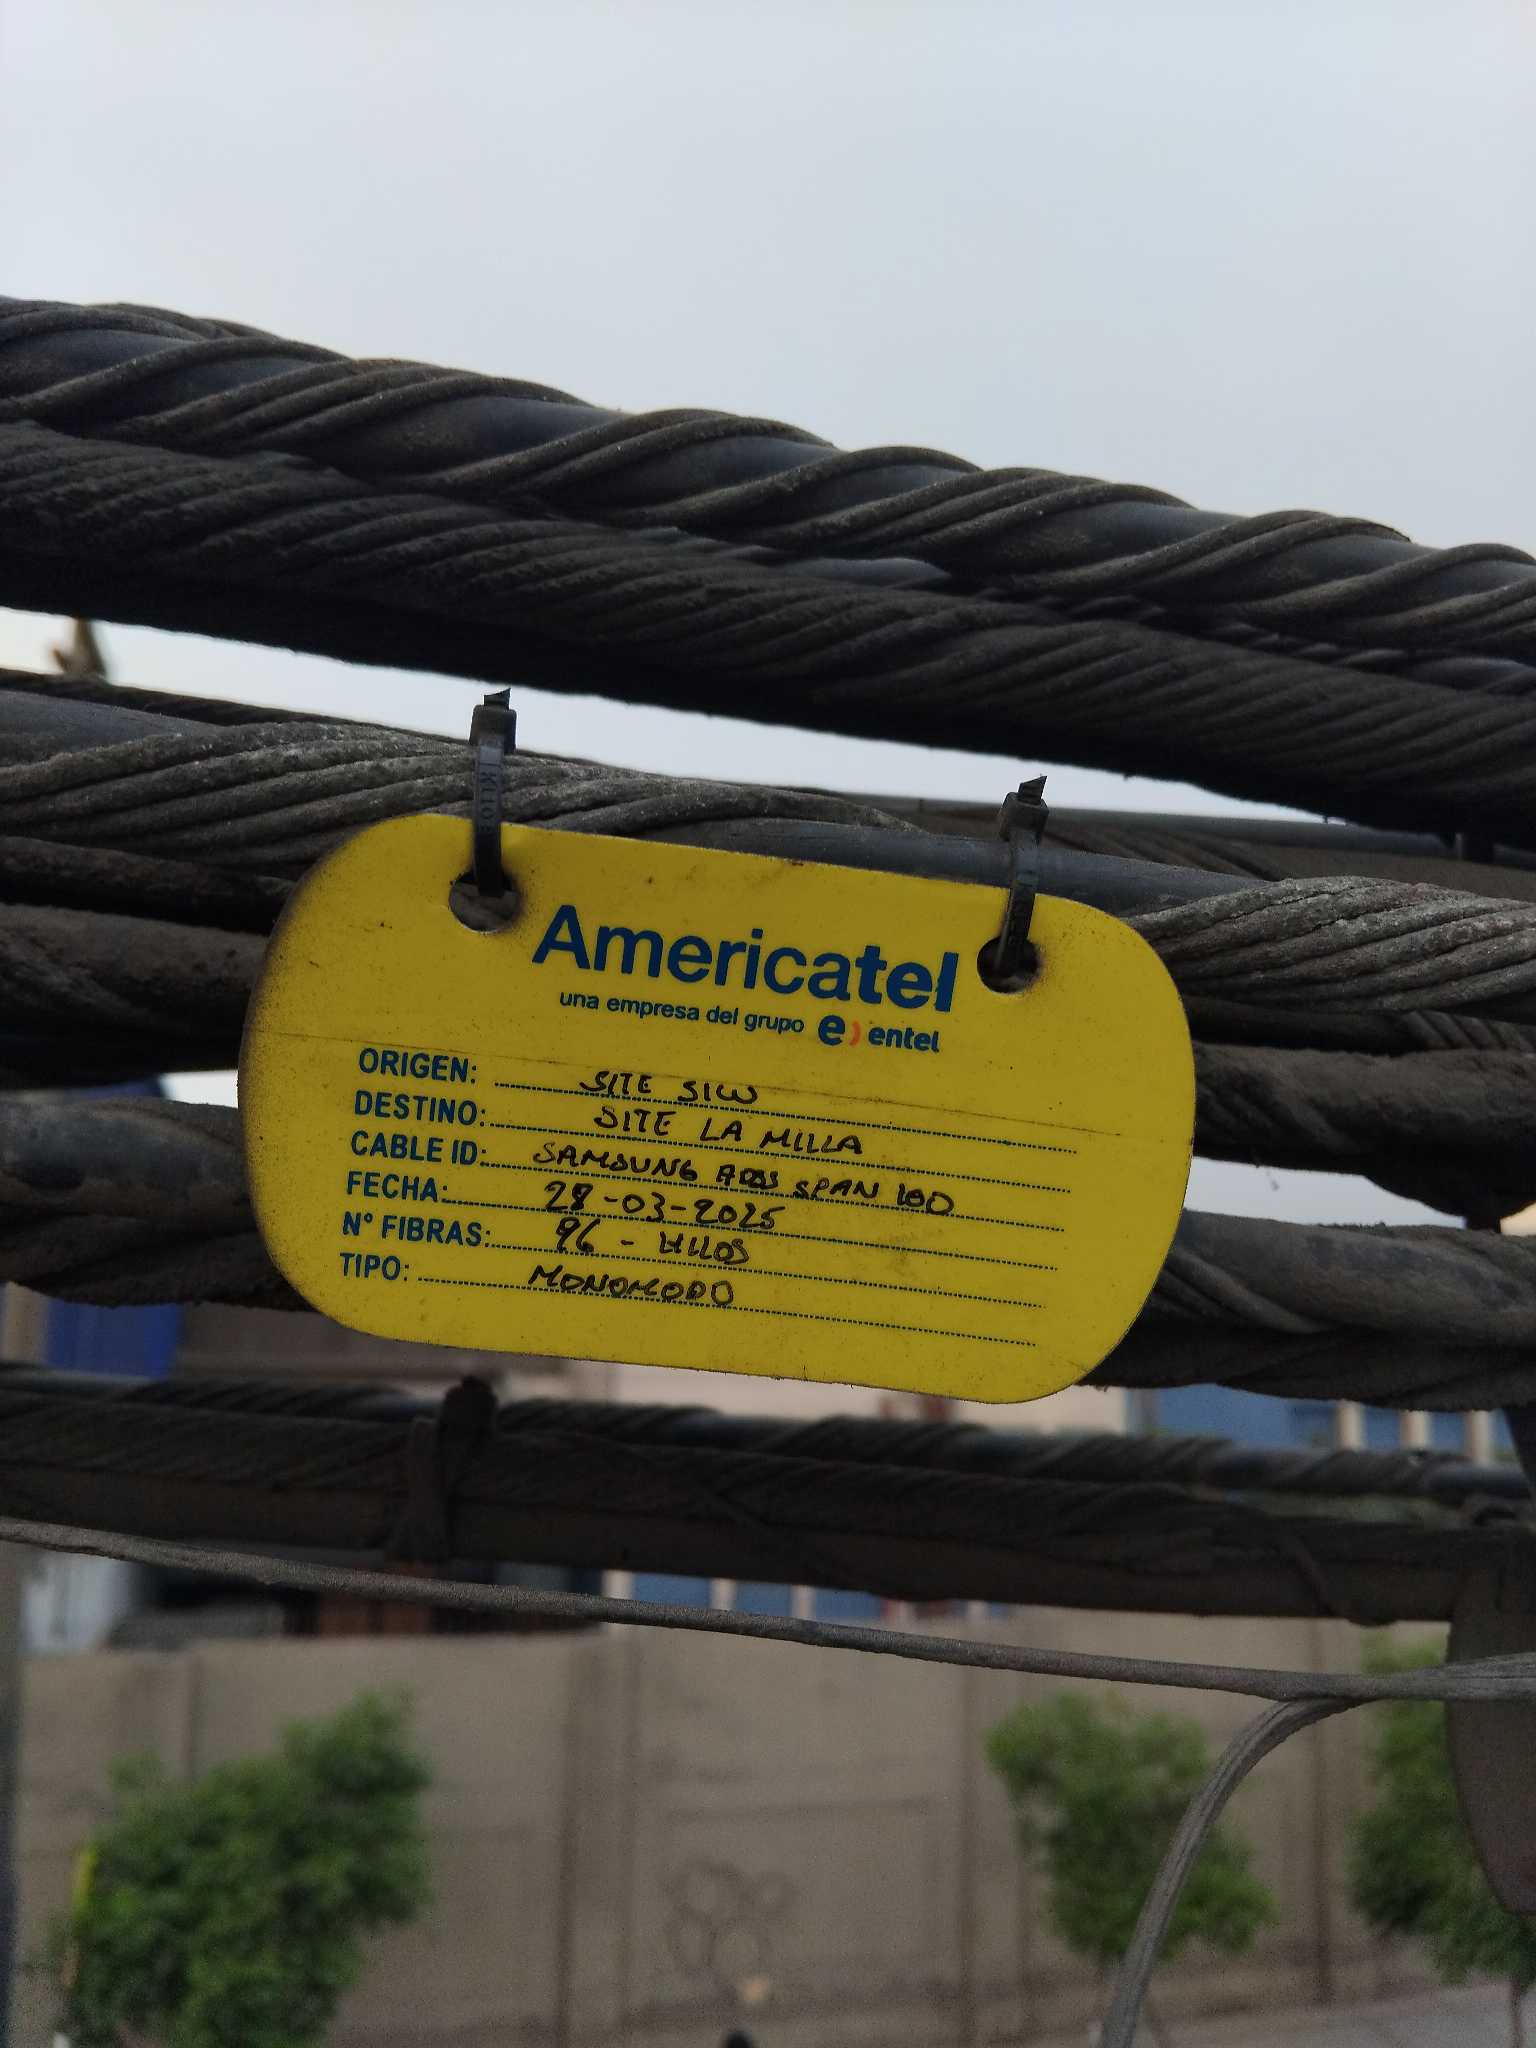 Americatel
una empresa del grupo e) entel
ORIGEN: SITE SIW
DESTINO: SITE LA MILLA
CABLE ID: SAMSUNG ADSS SPAN 100
FECHA: 28-03-2025
N° FIBRAS: 96 - HILOS
TIPO: MONOMODO